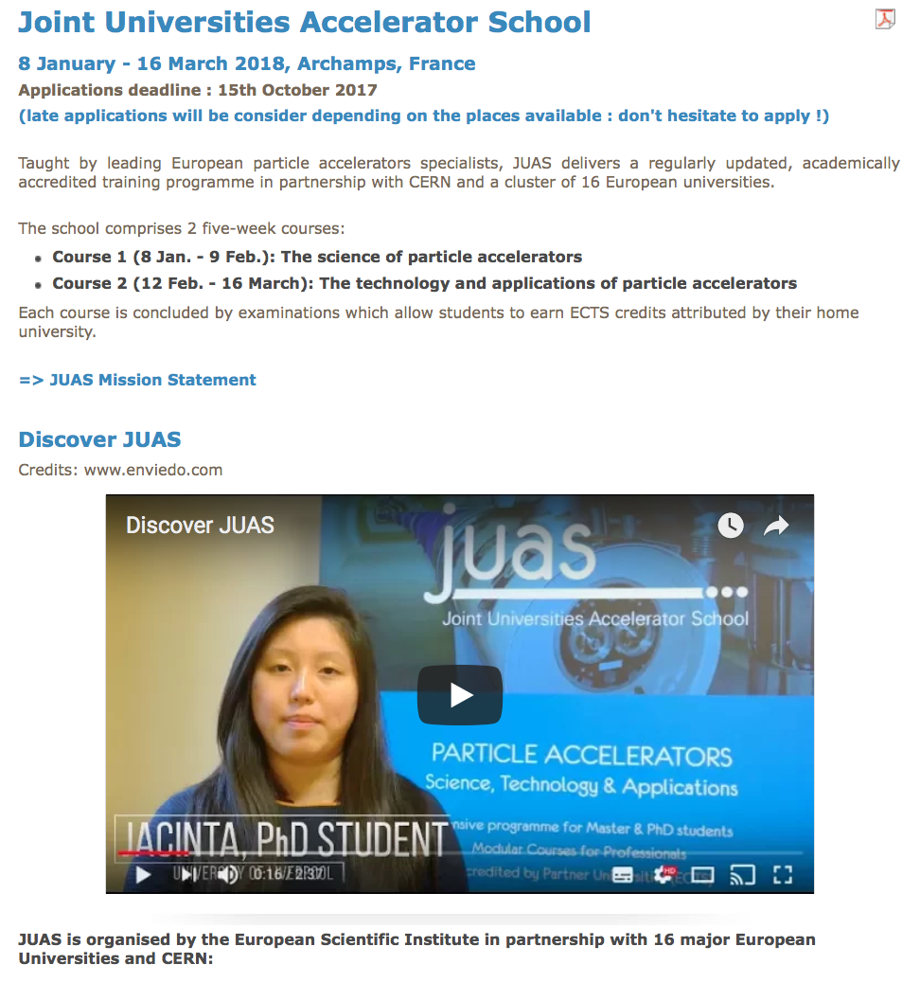 Joint Universities Accelerator School
8 January - 16 March 2018, Archamps, France
Applications deadline : 15th October 2017
(late applications will be consider depending on the places available : don't hesitate to apply !)
Taught by leading European particle accelerators specialists, JUAS delivers a regularly updated, academically
accredited training programme in partnership with CERN and a cluster of 16 European universities.
The school comprises 2 five-week courses:
Course 1 (8 Jan. - 9 Feb.): The science of particle accelerators
Course 2 (12 Feb. - 16 March): The technology and applications of particle accelerators
Each course is concluded by examinations which allow students to earn ECTS credits attributed by their home
university.
=> JUAS Mission Statement
Discover JUAS
Credits: www.enviedo.com
Discover JUAS
juas
Joint Universities Accelerator School
PARTICLE ACCELERATORS
Science, Technology & Applications
JACINTA, PhD STUDENT
nsive programme for Master & PhD students
Modular Courses for Professionals
credited by Partner
(ECTS)
UNIVERSITY OF LIVERPOOL
0:16 / 2:32
HD
JUAS is organised by the European Scientific Institute in partnership with 16 major European
Universities and CERN: